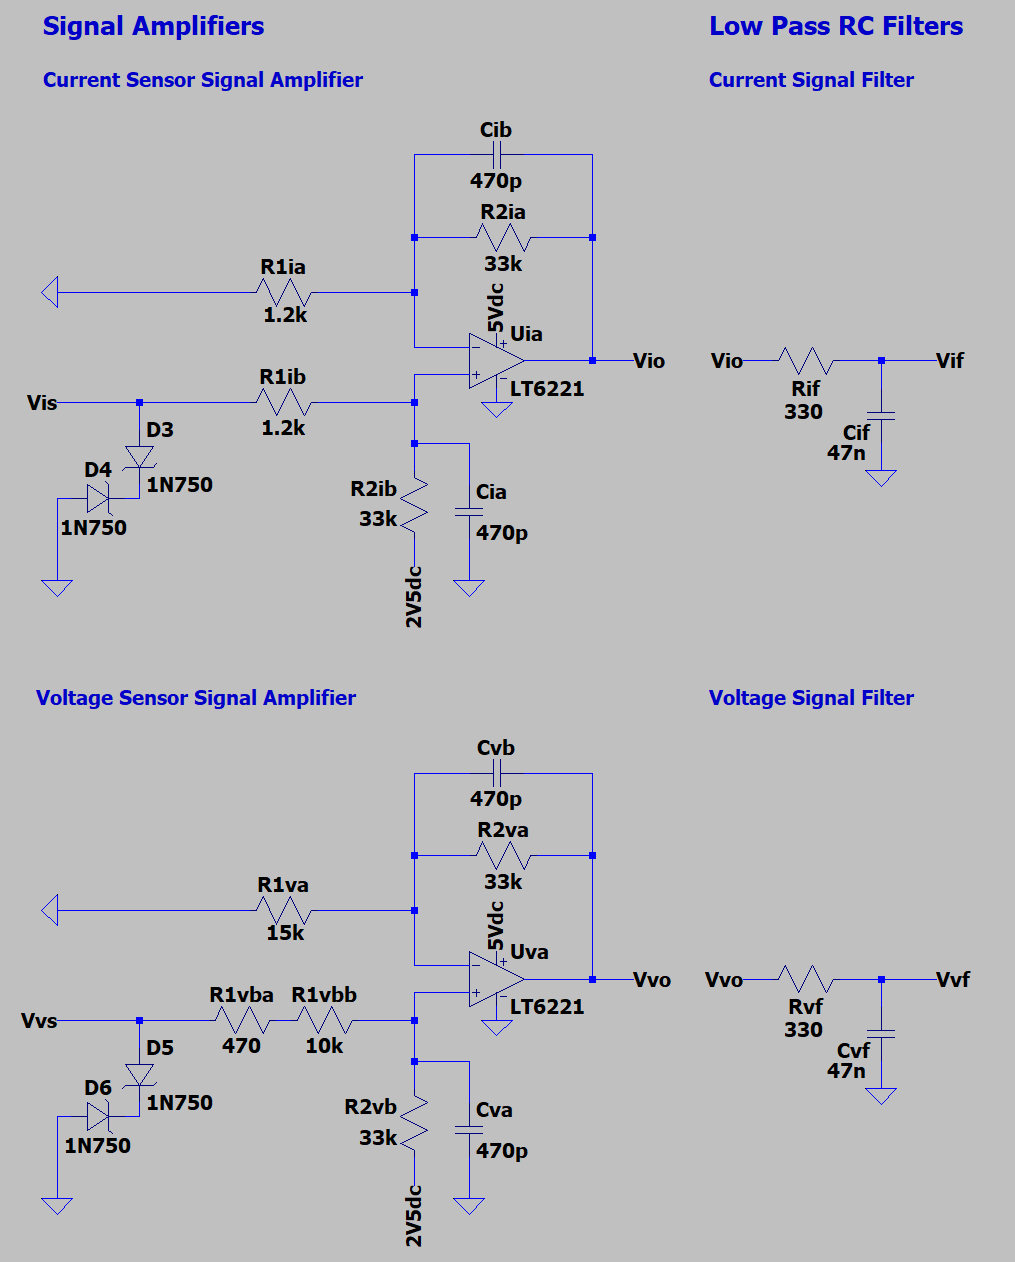 Signal Amplifiers
Low Pass RC Filters
Current Sensor Signal Amplifier
Current Signal Filter
Cib
470p
R2ia
33k
R1ia
1.2k
5Vdc
Uia
LT6221
Vio
R1ib
1.2k
Vis
D3
1N750
D4
1N750
R2ib
33k
Cia
470p
2V5dc
Vio
Rif
330
Vif
Cif
47n
Voltage Sensor Signal Amplifier
Voltage Signal Filter
Cvb
470p
R2va
33k
R1va
15k
5Vdc
Uva
LT6221
Vvo
R1vba
470
R1vbb
10k
Vvs
D5
1N750
D6
1N750
R2vb
33k
Cva
470p
2V5dc
Vvo
Rvf
330
Vvf
Cvf
47n